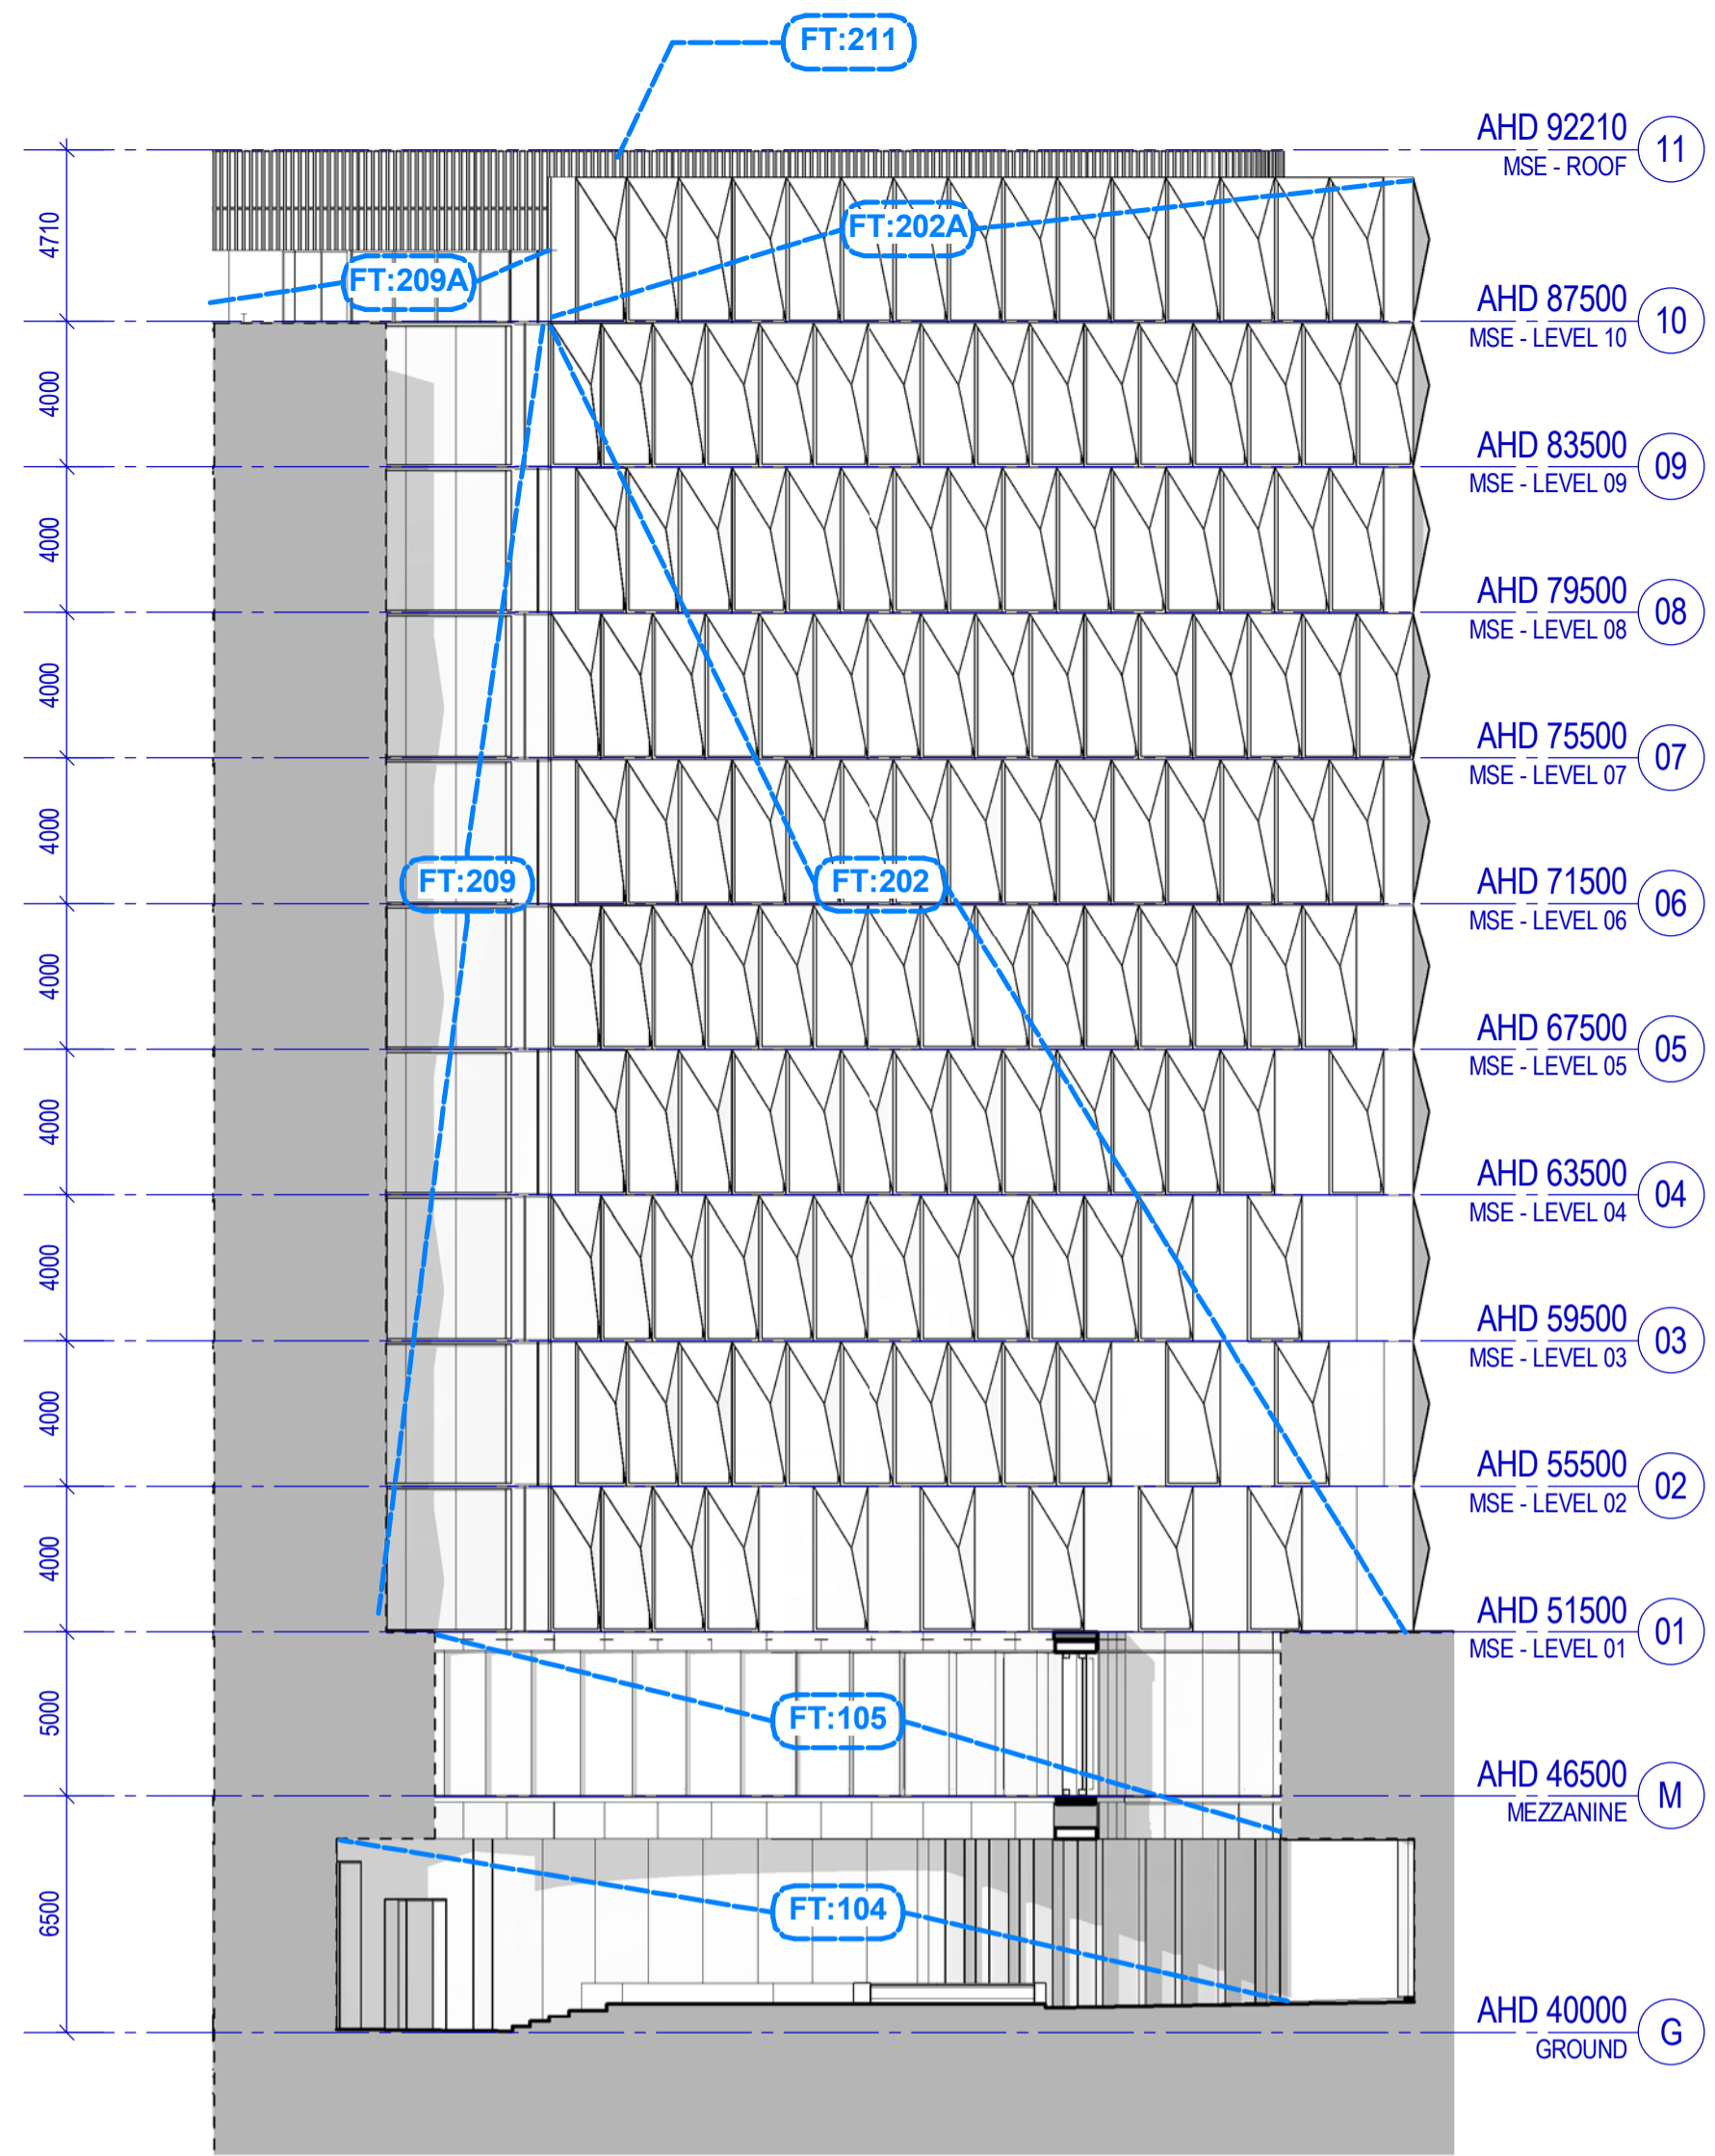 FT:211
AHD 92210
11
MSE - ROOF
4710
FT:202A
FT:209A
AHD 87500
10
MSE - LEVEL 10
4000
AHD 83500
09
MSE - LEVEL 09
4000
AHD 79500
08
MSE - LEVEL 08
4000
AHD 75500
07
MSE - LEVEL 07
4000
FT:209
FT:202
AHD 71500
06
MSE - LEVEL 06
4000
AHD 67500
05
MSE - LEVEL 05
4000
AHD 63500
04
MSE - LEVEL 04
4000
AHD 59500
03
MSE - LEVEL 03
4000
AHD 55500
02
MSE - LEVEL 02
4000
AHD 51500
01
MSE - LEVEL 01
5000
FT:105
AHD 46500
M
MEZZANINE
6500
FT:104
AHD 40000
G
GROUND